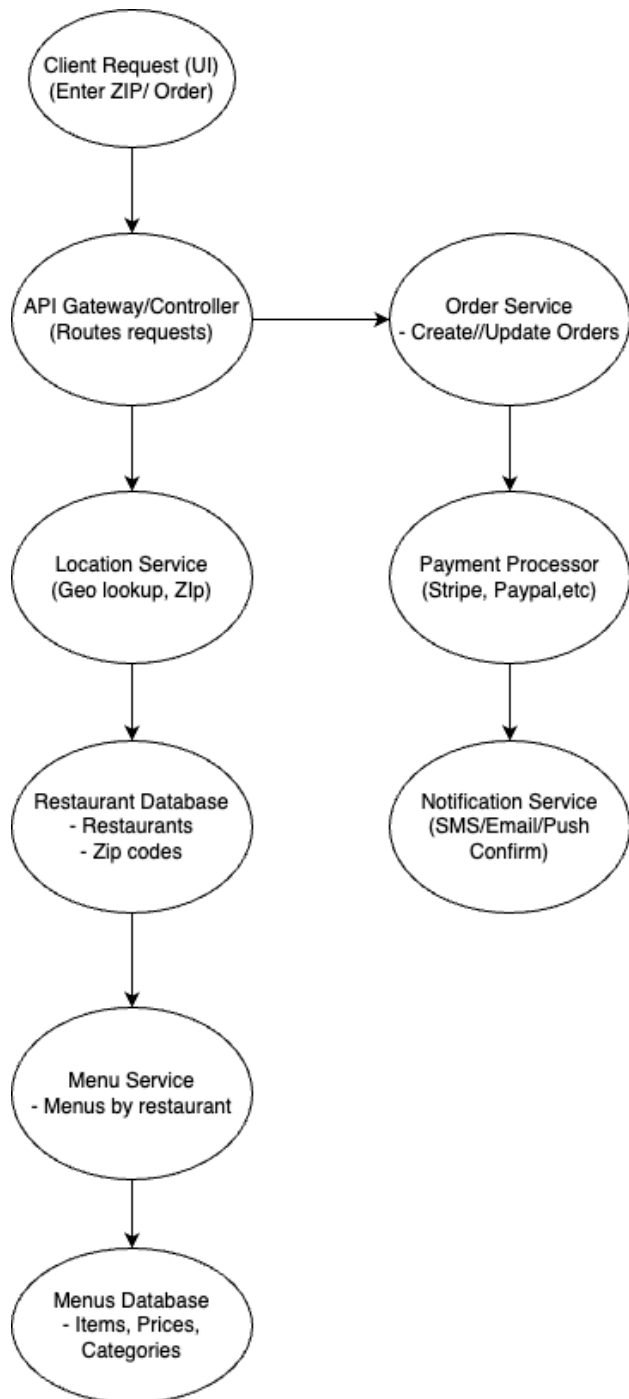 Client Request (UI)
(Enter ZIP/ Order)
API Gateway/Controller
(Routes requests)
Order Service
- Create//Update Orders
Location Service
(Geo lookup, ZIp)
Payment Processor
(Stripe, Paypal,etc)
Restaurant Database
- Restaurants
- Zip codes
Notification Service
(SMS/Email/Push
Confirm)
Menu Service
- Menus by restaurant
Menus Database
- Items, Prices,
Categories